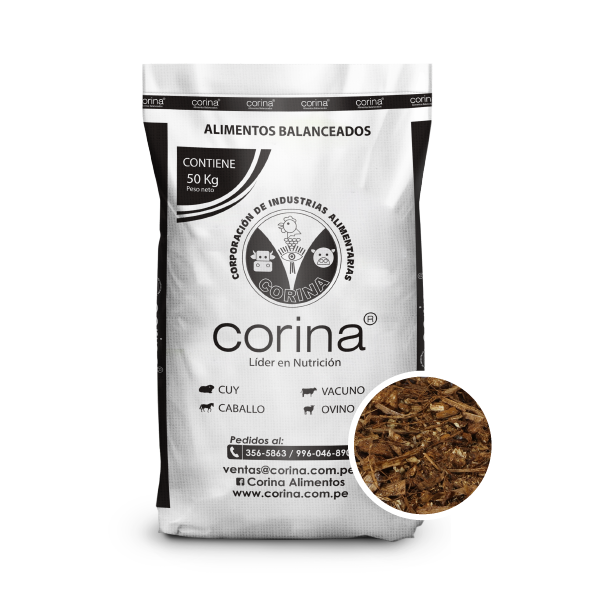 corina® corina® corina® corina® corina®
ALIMENTOS BALANCEADOS
CONTIENE
50 Kg
Peso neto
CORPORACIÓN DE INDUSTRIAS ALIMENTARIAS
CORINA
corina®
Líder en Nutrición
CUY VACUNO
CABALLO OVINO
Pedidos al:
356-5863 / 996-046-890
ventas@corina.com.pe
Corina Alimentos
www.corina.com.pe